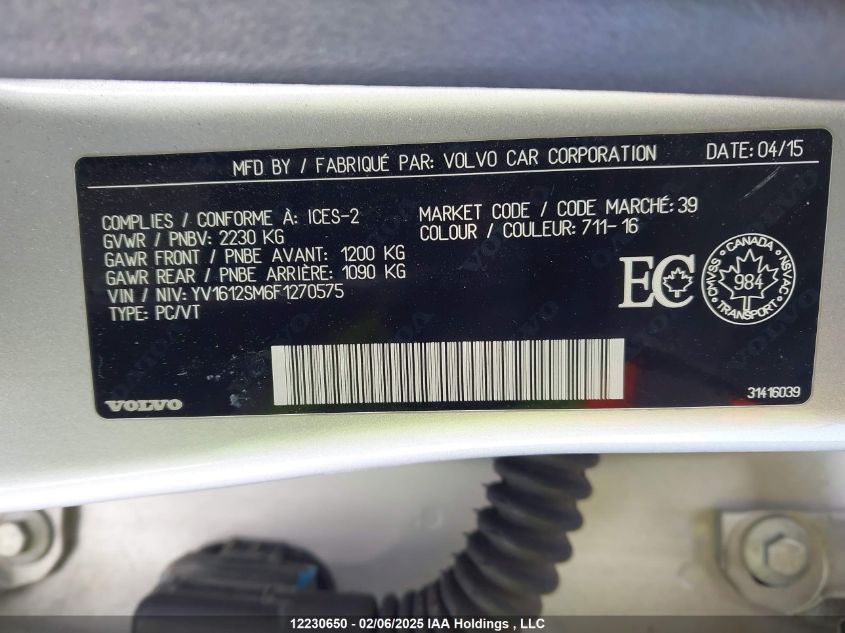 MFD BY / FABRIQUÉ PAR: VOLVO CAR CORPORATION DATE: 04/15
COMPLIES / CONFORME À: ICES-2
GVWR / PNBV: 2230 KG
GAWR FRONT / PNBE AVANT: 1200 KG
GAWR REAR / PNBE ARRIÈRE: 1090 KG
VIN / NIV: YV1612SM6F1270575
TYPE: PC/VT
MARKET CODE / CODE MARCHÉ: 39
COLOUR / COULEUR: 711-16
EC
CANADA
CMVSS NSVAC
984
TRANSPORT
VOLVO
31416039
12230650 - 02/06/2025 IAA Holdings , LLC